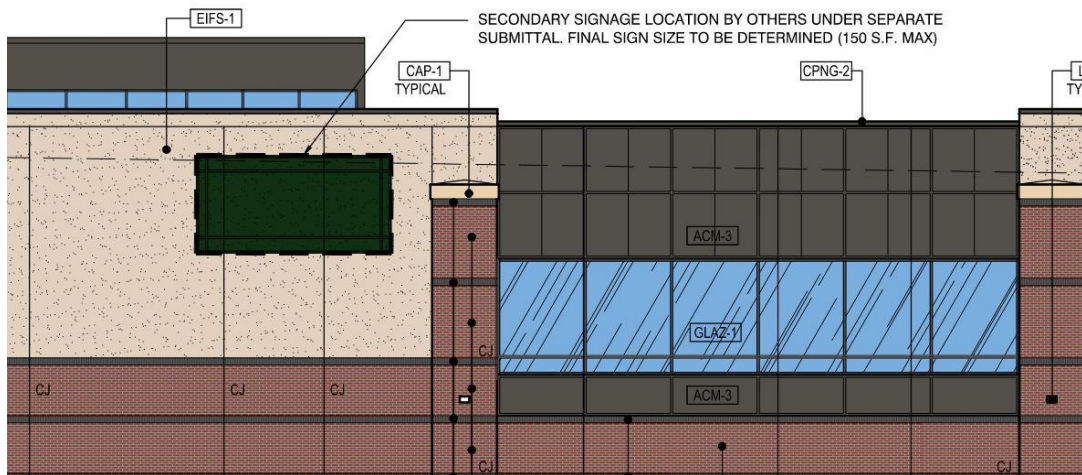 EIFS-1
SECONDARY SIGNAGE LOCATION BY OTHERS UNDER SEPARATE
SUBMITTAL. FINAL SIGN SIZE TO BE DETERMINED (150 S.F. MAX)
CAP-1
TYPICAL
CPNG-2
L
TY
ACM-3
GLAZ-1
CJ
ACM-3
CJ
CJ
CJ
CJ
CJ